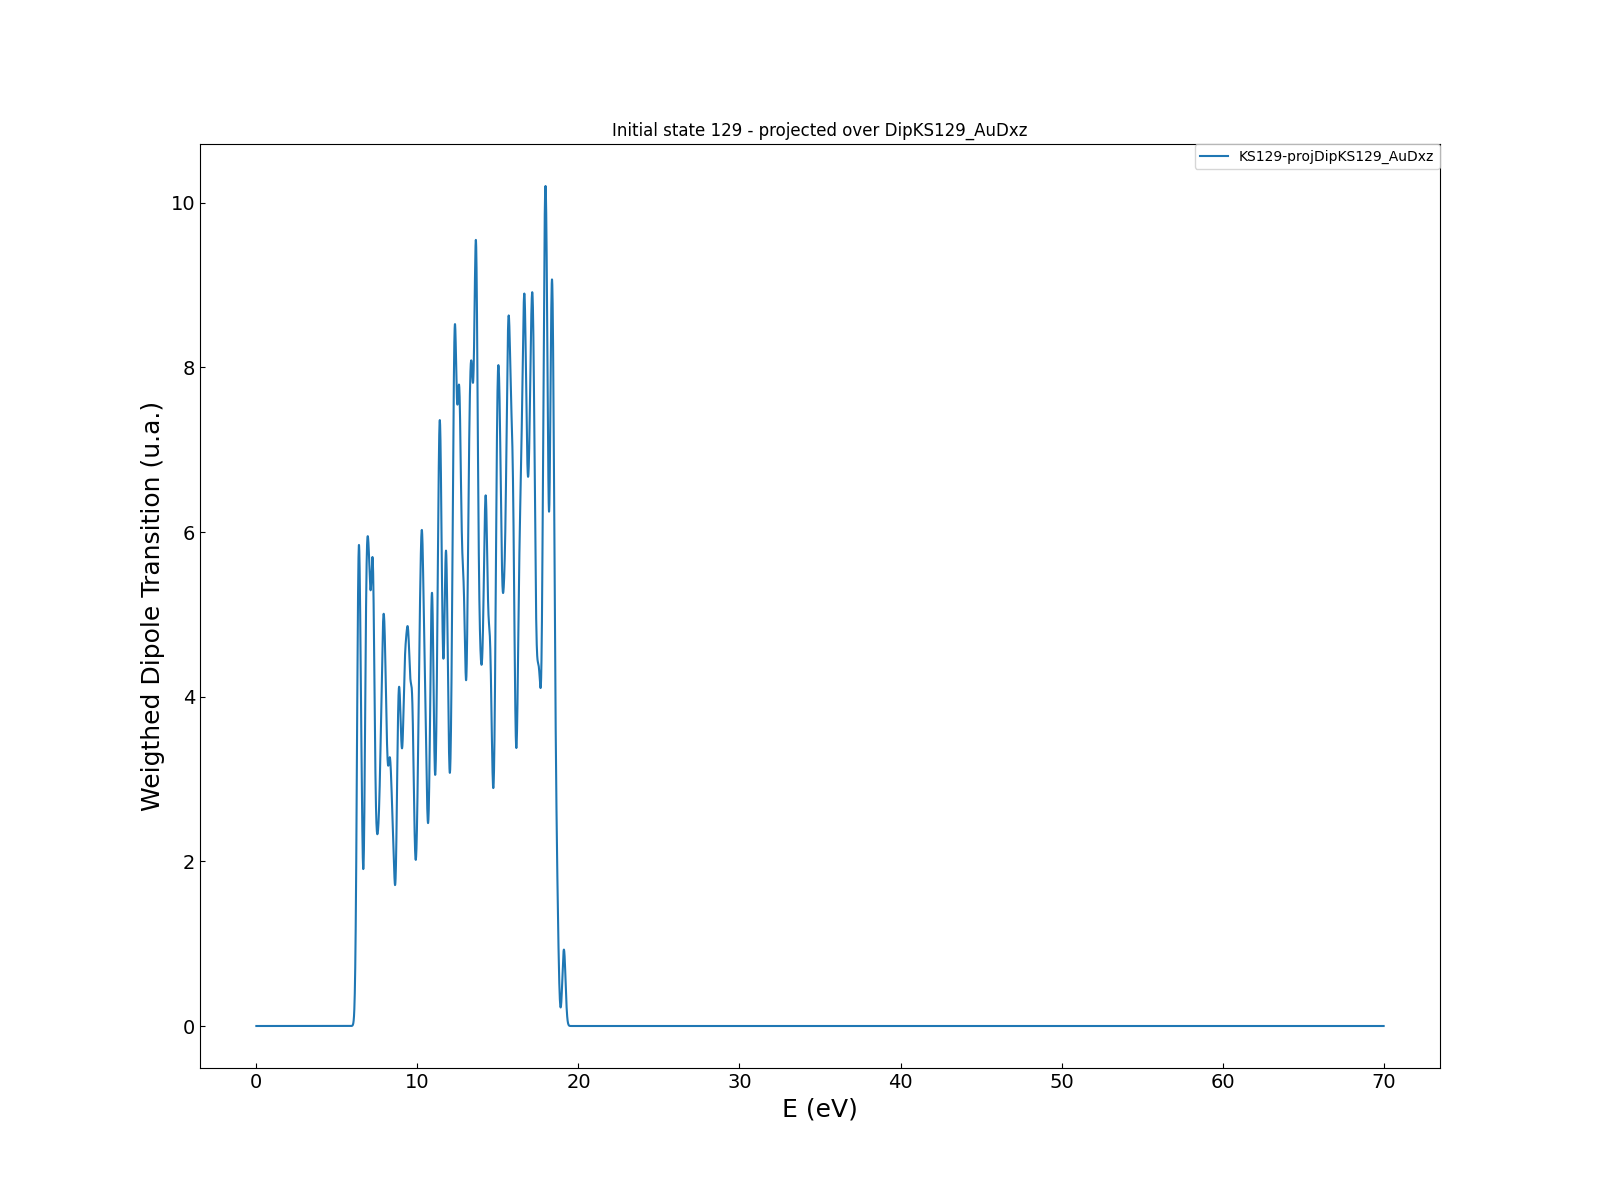 Initial state 129 - projected over DipKS129_AuDxz
KS129-projDipKS129_AuDxz
Weigthed Dipole Transition (u.a.)
10
8
6
4
2
0
0 10 20 30 40 50 60 70
E (eV)